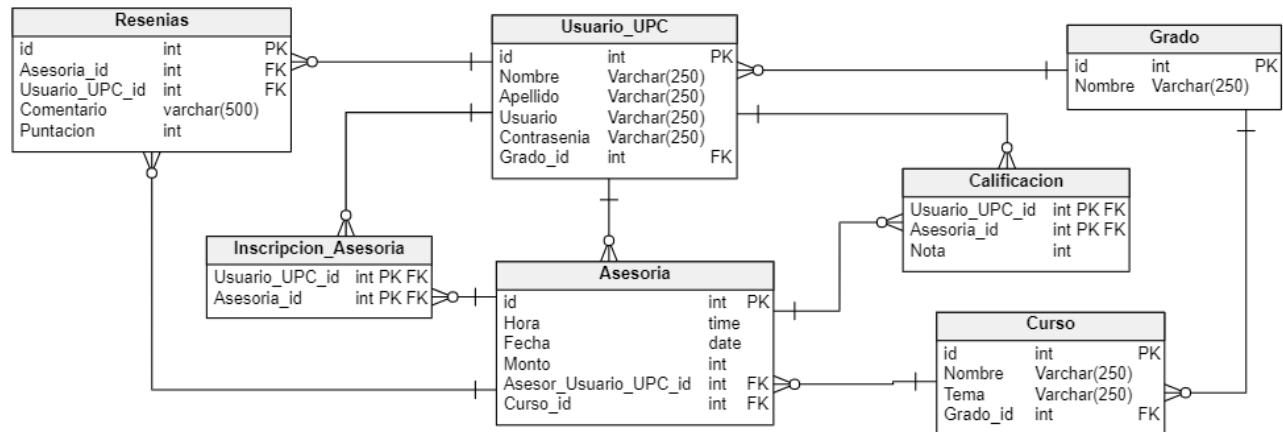 Resenias
id int PK
Asesoria_id int FK
Usuario_UPC_id int FK
Comentario varchar(500)
Puntacion int
Usuario_UPC
id int PK
Nombre Varchar(250)
Apellido Varchar(250)
Usuario Varchar(250)
Contrasenia Varchar(250)
Grado_id int FK
Grado
id int PK
Nombre Varchar(250)
Calificacion
Usuario_UPC_id int PK FK
Asesoria_id int PK FK
Nota int
Inscripcion_Asesoria
Usuario_UPC_id int PK FK
Asesoria_id int PK FK
Asesoria
id int PK
Hora time
Fecha date
Monto int
Asesor_Usuario_UPC_id int FK
Curso_id int FK
Curso
id int PK
Nombre Varchar(250)
Tema Varchar(250)
Grado_id int FK